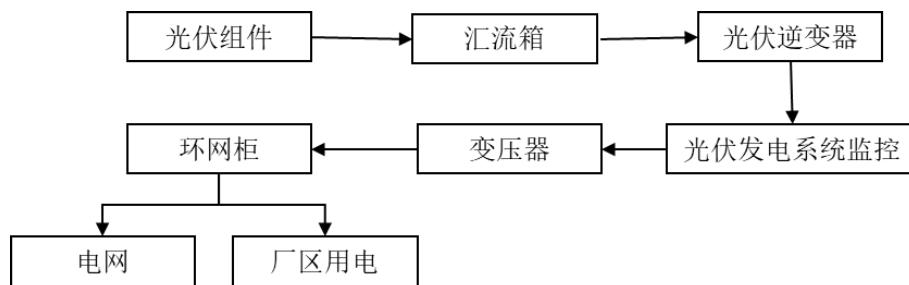 光伏组件
汇流箱
光伏逆变器
光伏发电系统监控
变压器
环网柜
电网
厂区用电